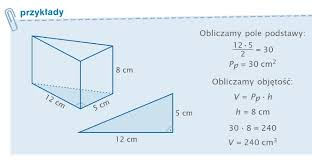 przykłady
8 cm
12 cm
5 cm
5 cm
12 cm
Obliczamy pole podstawy:
12 · 5 / 2 = 30
Pp = 30 cm²
Obliczamy objętość:
V = Pp · h
h = 8 cm
30 · 8 = 240
V = 240 cm³